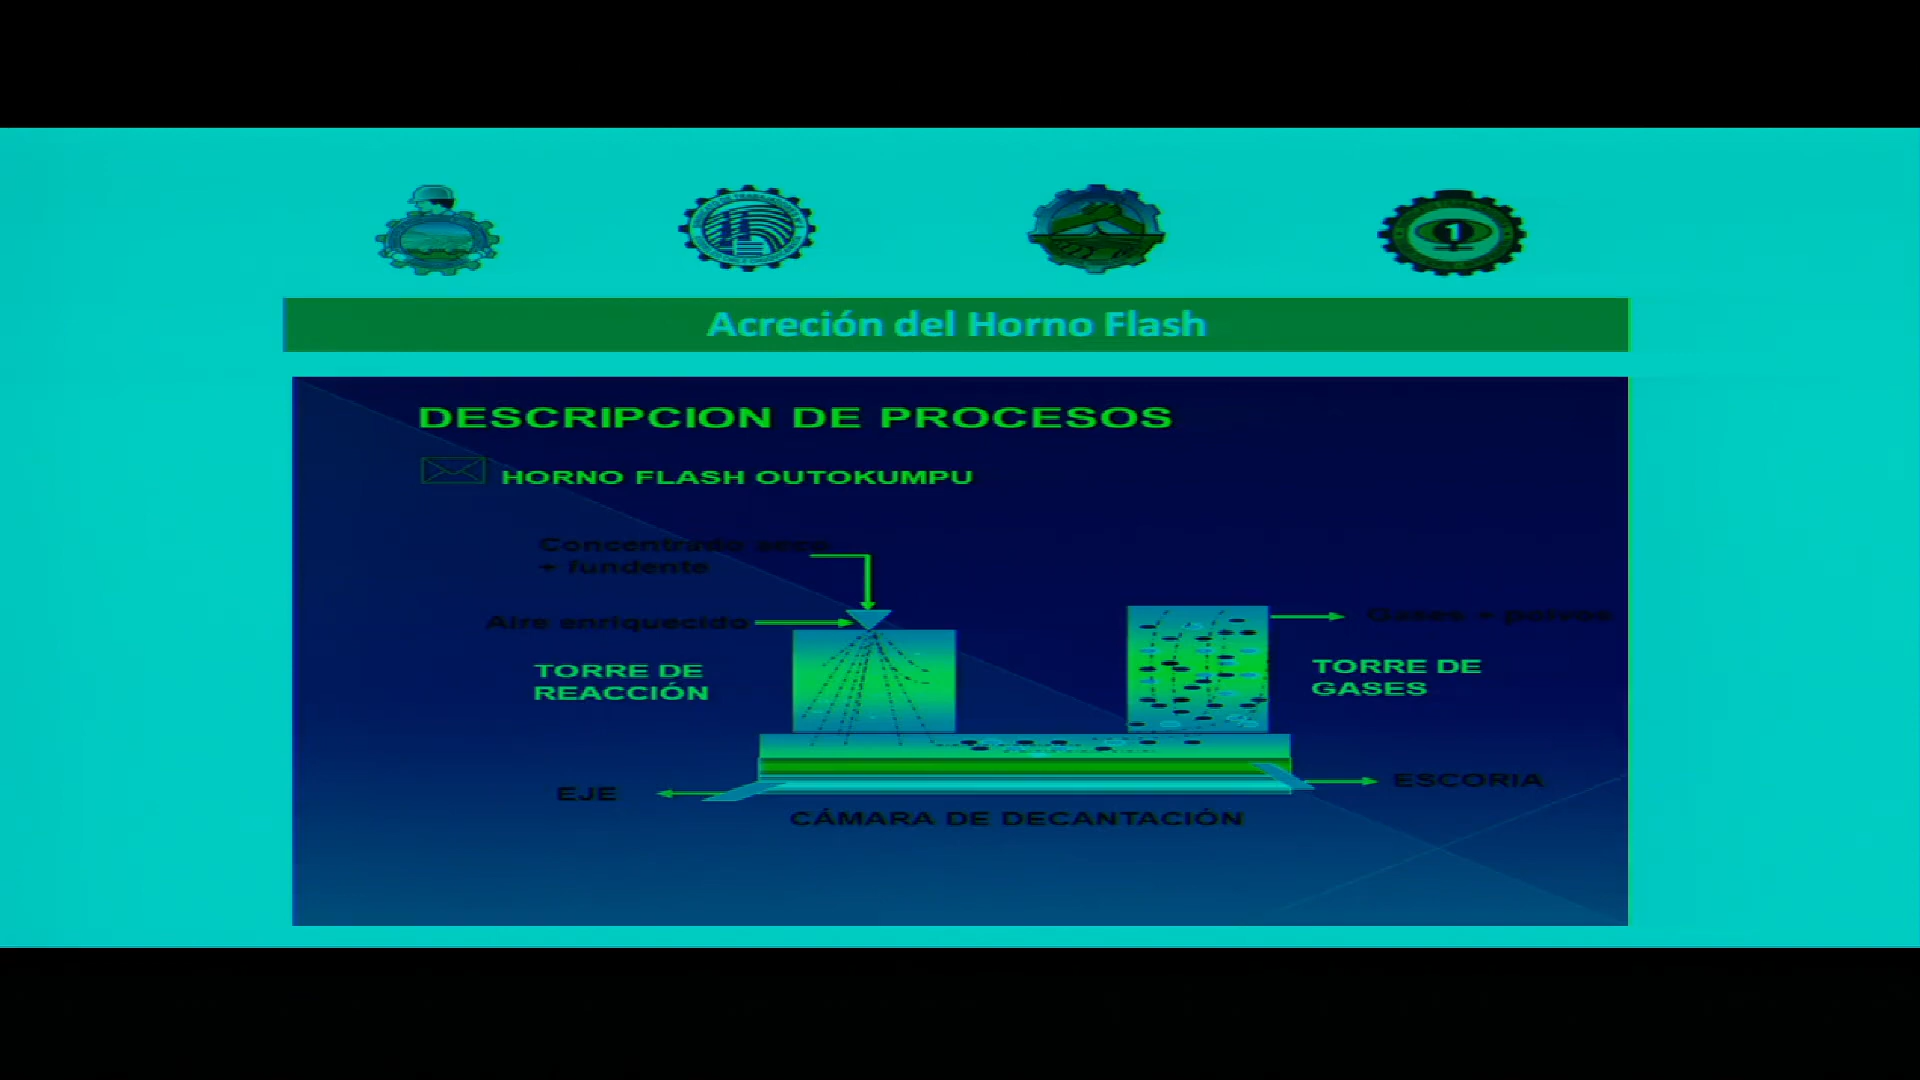 Acreción del Horno Flash
DESCRIPCION DE PROCESOS
HORNO FLASH OUTOKUMPU
Concentrado seco
+ fundente
Aire enriquecido
Gases + polvos
TORRE DE
REACCIÓN
TORRE DE
GASES
EJE
ESCORIA
CÁMARA DE DECANTACIÓN
1